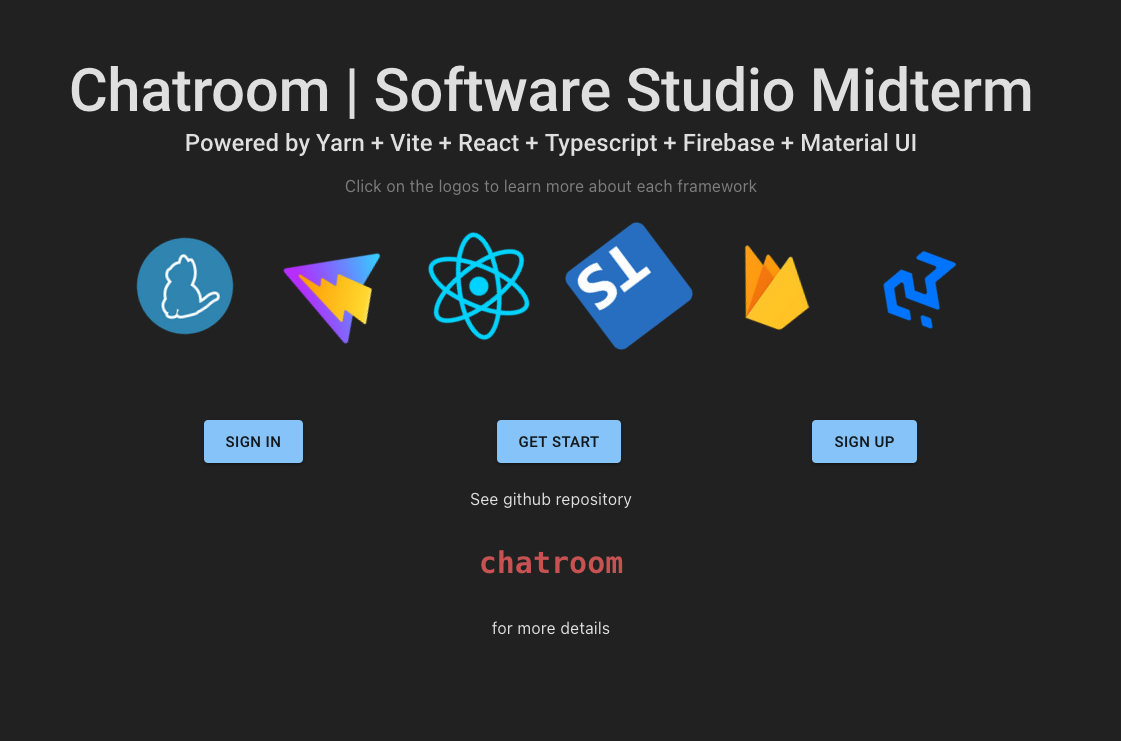 Chatroom | Software Studio Midterm
Powered by Yarn + Vite + React + Typescript + Firebase + Material UI
Click on the logos to learn more about each framework
TS
SIGN IN GET START SIGN UP
See github repository
chatroom
for more details